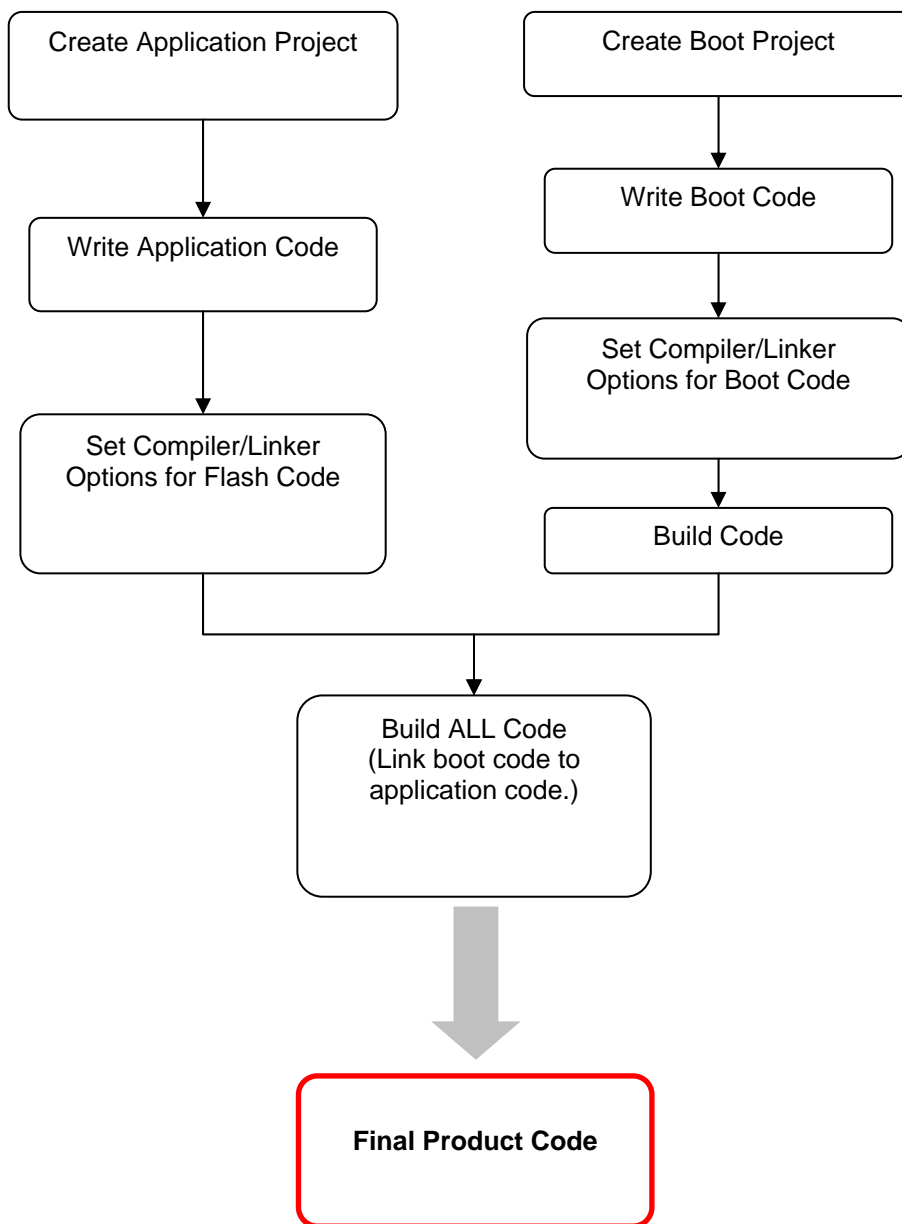 Create Application Project
Create Boot Project
Write Boot Code
Write Application Code
Set Compiler/Linker
Options for Boot Code
Set Compiler/Linker
Options for Flash Code
Build Code
Build ALL Code
(Link boot code to
application code.)
Final Product Code